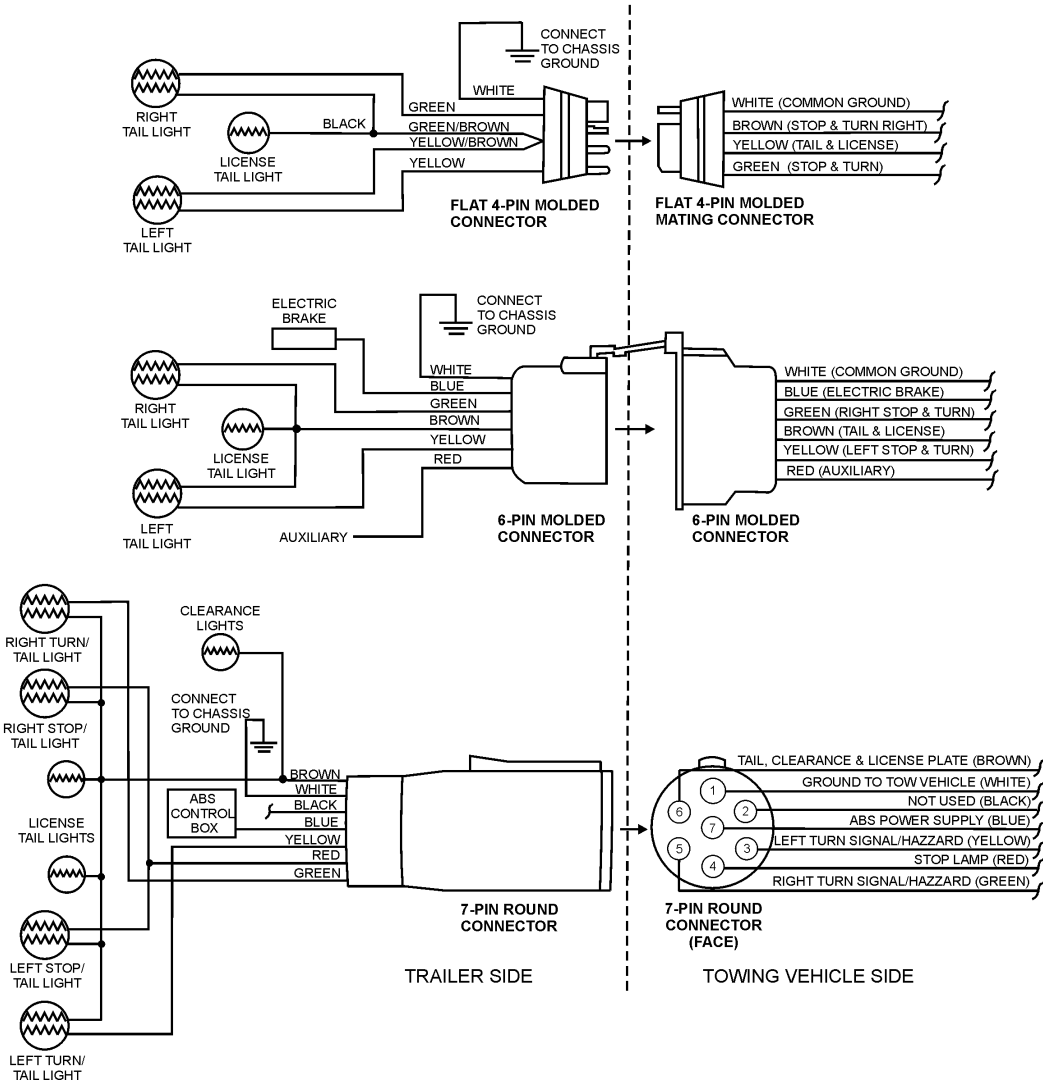 CONNECT
TO CHASSIS
GROUND
WHITE
GREEN
BLACK
GREEN/BROWN
YELLOW/BROWN
YELLOW
RIGHT
TAIL LIGHT
LICENSE
TAIL LIGHT
LEFT
TAIL LIGHT
FLAT 4-PIN MOLDED
CONNECTOR
WHITE (COMMON GROUND)
BROWN (STOP & TURN RIGHT)
YELLOW (TAIL & LICENSE)
GREEN (STOP & TURN)
FLAT 4-PIN MOLDED
MATING CONNECTOR
ELECTRIC
BRAKE
CONNECT
TO CHASSIS
GROUND
WHITE
BLUE
GREEN
BROWN
YELLOW
RED
RIGHT
TAIL LIGHT
LICENSE
TAIL LIGHT
LEFT
TAIL LIGHT
AUXILIARY
6-PIN MOLDED
CONNECTOR
WHITE (COMMON GROUND)
BLUE (ELECTRIC BRAKE)
GREEN (RIGHT STOP & TURN)
BROWN (TAIL & LICENSE)
YELLOW (LEFT STOP & TURN)
RED (AUXILIARY)
6-PIN MOLDED
CONNECTOR
RIGHT TURN/
TAIL LIGHT
RIGHT STOP/
TAIL LIGHT
LICENSE
TAIL LIGHTS
LEFT STOP/
TAIL LIGHT
LEFT TURN/
TAIL LIGHT
CLEARANCE
LIGHTS
CONNECT
TO CHASSIS
GROUND
ABS
CONTROL
BOX
BROWN
WHITE
BLACK
BLUE
YELLOW
RED
GREEN
7-PIN ROUND
CONNECTOR
1
2
3
4
5
6
7
TAIL, CLEARANCE & LICENSE PLATE (BROWN)
GROUND TO TOW VEHICLE (WHITE)
NOT USED (BLACK)
ABS POWER SUPPLY (BLUE)
LEFT TURN SIGNAL/HAZZARD (YELLOW)
STOP LAMP (RED)
RIGHT TURN SIGNAL/HAZZARD (GREEN)
7-PIN ROUND
CONNECTOR
(FACE)
TRAILER SIDE
TOWING VEHICLE SIDE